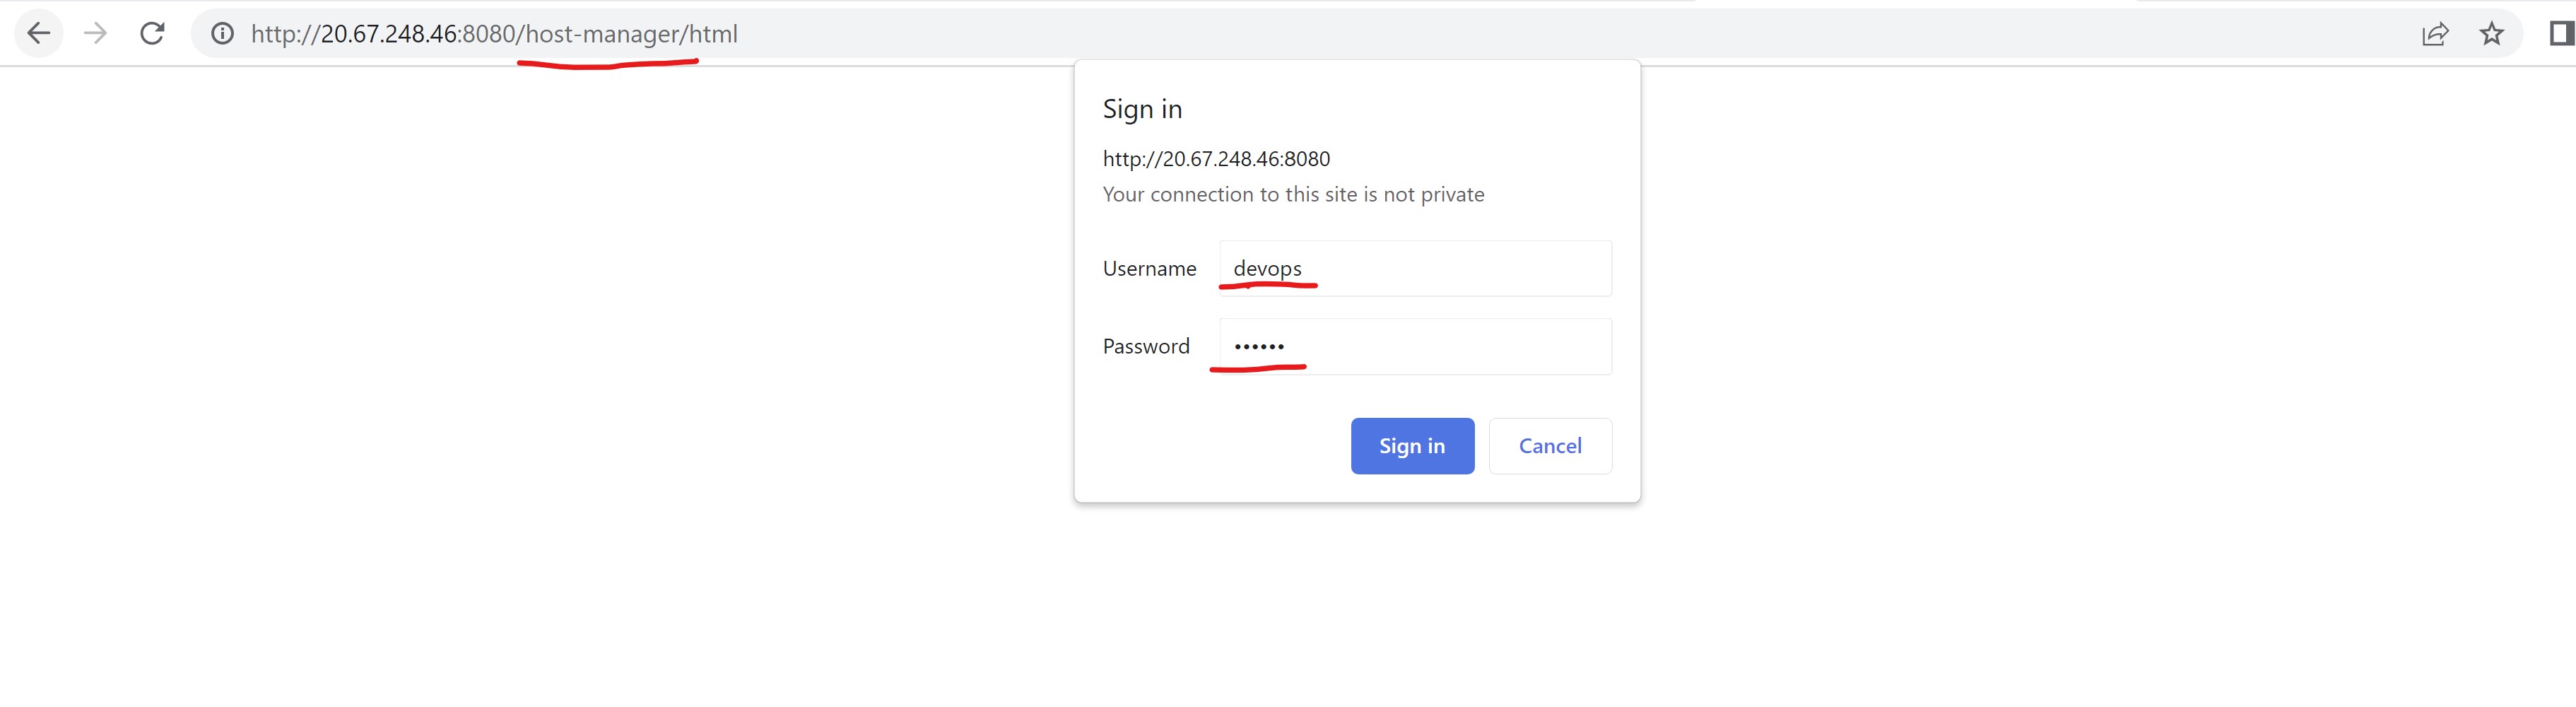 http://20.67.248.46:8080/host-manager/html
Sign in
http://20.67.248.46:8080
Your connection to this site is not private
Username devops
Password ••••••
Sign in Cancel